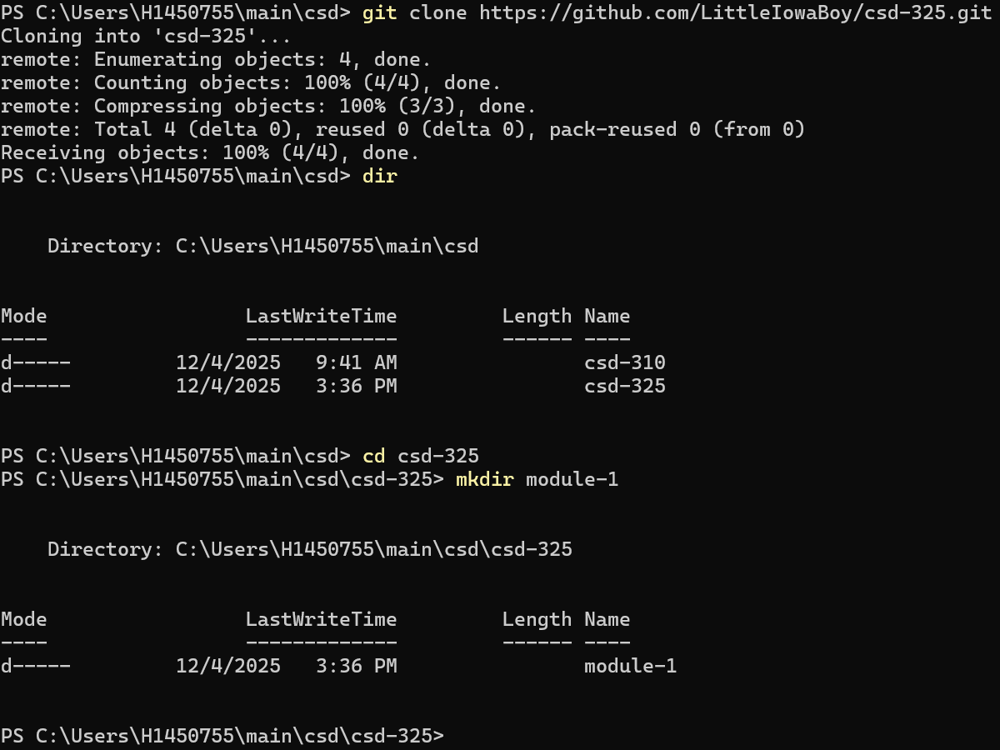 PS C:\Users\H1450755\main\csd> git clone https://github.com/LittleIowaBoy/csd-325.git
Cloning into 'csd-325'...
remote: Enumerating objects: 4, done.
remote: Counting objects: 100% (4/4), done.
remote: Compressing objects: 100% (3/3), done.
remote: Total 4 (delta 0), reused 0 (delta 0), pack-reused 0 (from 0)
Receiving objects: 100% (4/4), done.
PS C:\Users\H1450755\main\csd> dir
    Directory: C:\Users\H1450755\main\csd
Mode                 LastWriteTime         Length Name
----                 -------------         ------ ----
d-----         12/4/2025   9:41 AM                csd-310
d-----         12/4/2025   3:36 PM                csd-325
PS C:\Users\H1450755\main\csd> cd csd-325
PS C:\Users\H1450755\main\csd\csd-325> mkdir module-1
    Directory: C:\Users\H1450755\main\csd\csd-325
Mode                 LastWriteTime         Length Name
----                 -------------         ------ ----
d-----         12/4/2025   3:36 PM                module-1
PS C:\Users\H1450755\main\csd\csd-325>